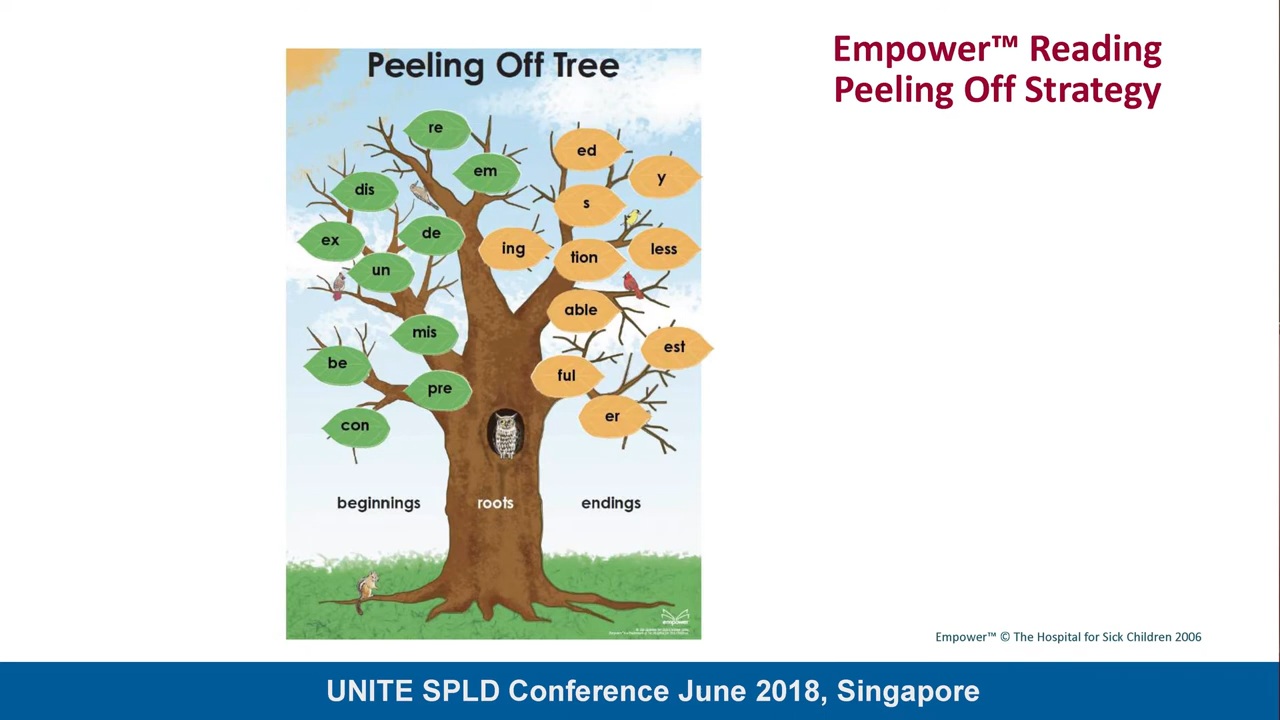 Empower™ Reading
Peeling Off Strategy
Peeling Off Tree
re
em
dis
de
ex
un
mis
be
pre
con
ed
y
s
ing
tion
less
able
est
ful
er
beginnings
roots
endings
empower
Empower™ © The Hospital for Sick Children 2006
UNITE SPLD Conference June 2018, Singapore